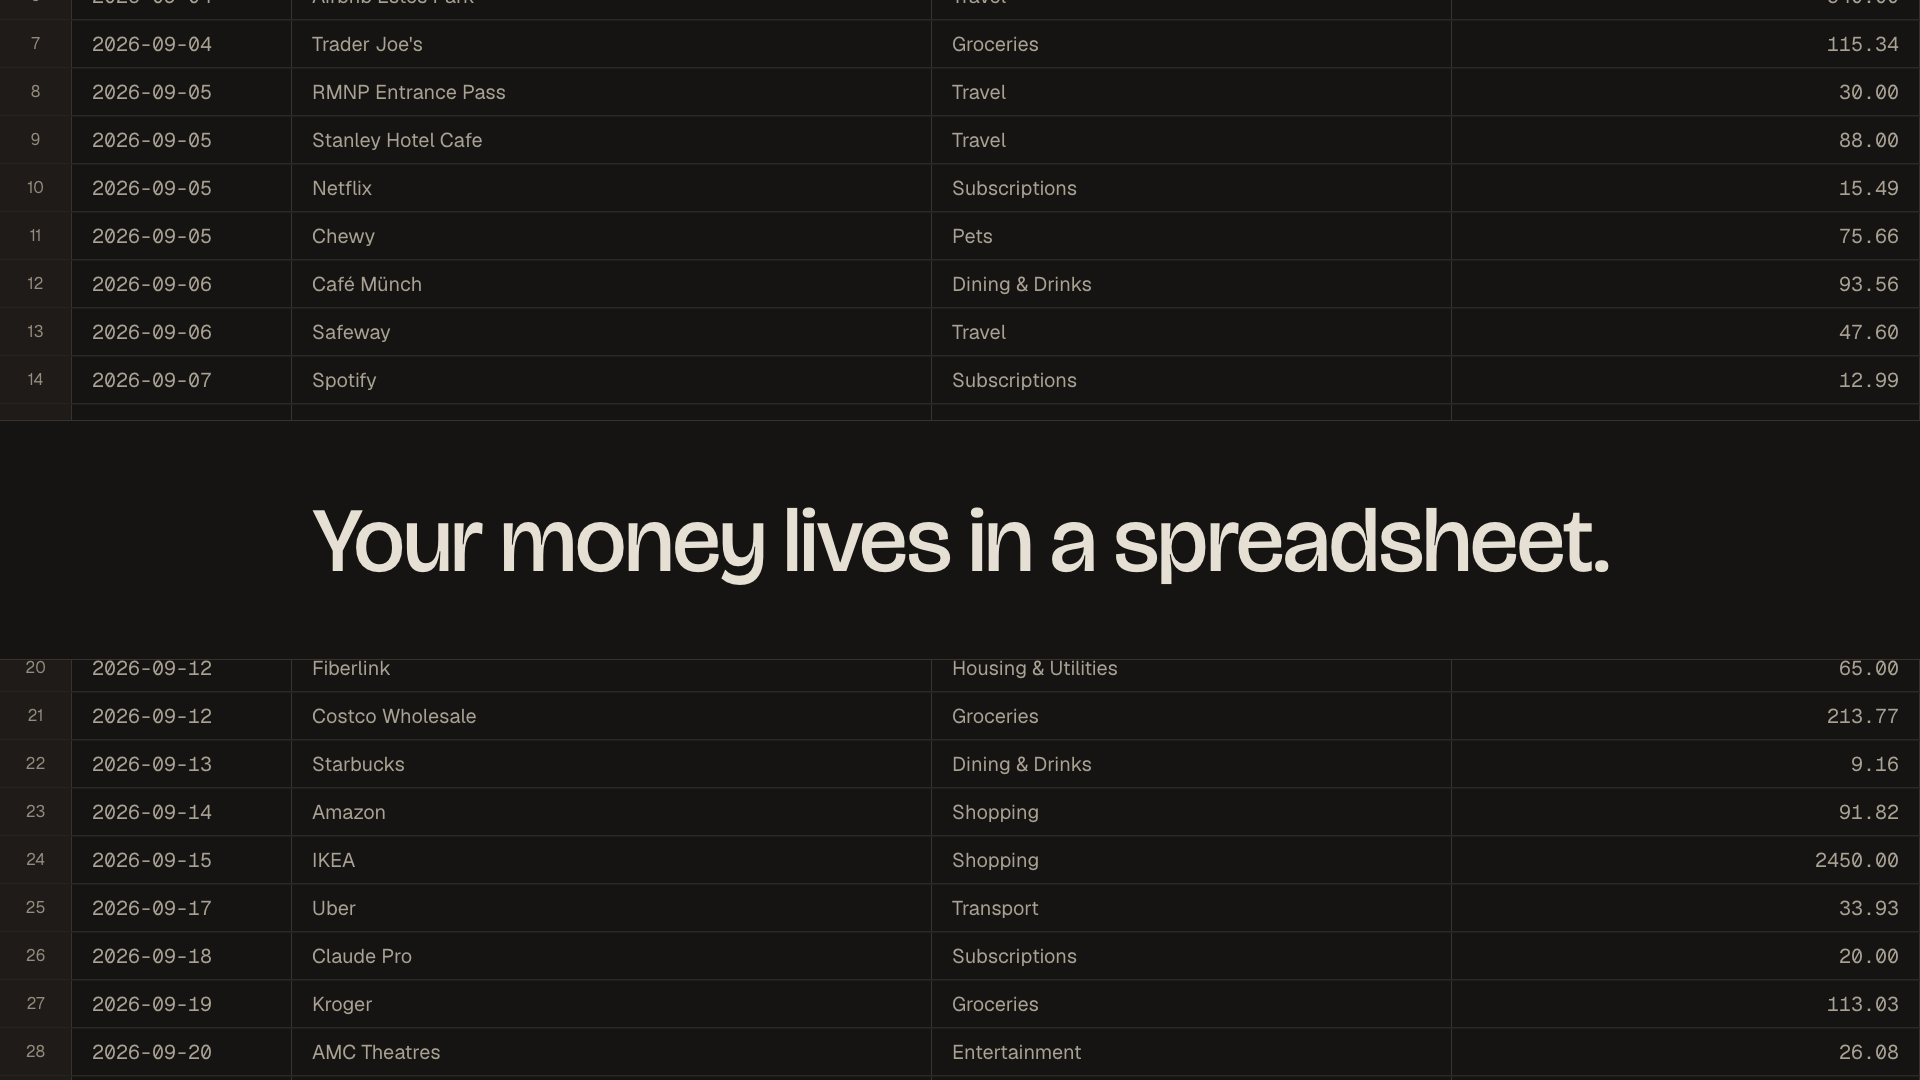 7 2026-09-04 Trader Joe's Groceries 115.34
8 2026-09-05 RMNP Entrance Pass Travel 30.00
9 2026-09-05 Stanley Hotel Cafe Travel 88.00
10 2026-09-05 Netflix Subscriptions 15.49
11 2026-09-05 Chewy Pets 75.66
12 2026-09-06 Café Münch Dining & Drinks 93.56
13 2026-09-06 Safeway Travel 47.60
14 2026-09-07 Spotify Subscriptions 12.99
Your money lives in a spreadsheet.
20 2026-09-12 Fiberlink Housing & Utilities 65.00
21 2026-09-12 Costco Wholesale Groceries 213.77
22 2026-09-13 Starbucks Dining & Drinks 9.16
23 2026-09-14 Amazon Shopping 91.82
24 2026-09-15 IKEA Shopping 2450.00
25 2026-09-17 Uber Transport 33.93
26 2026-09-18 Claude Pro Subscriptions 20.00
27 2026-09-19 Kroger Groceries 113.03
28 2026-09-20 AMC Theatres Entertainment 26.08